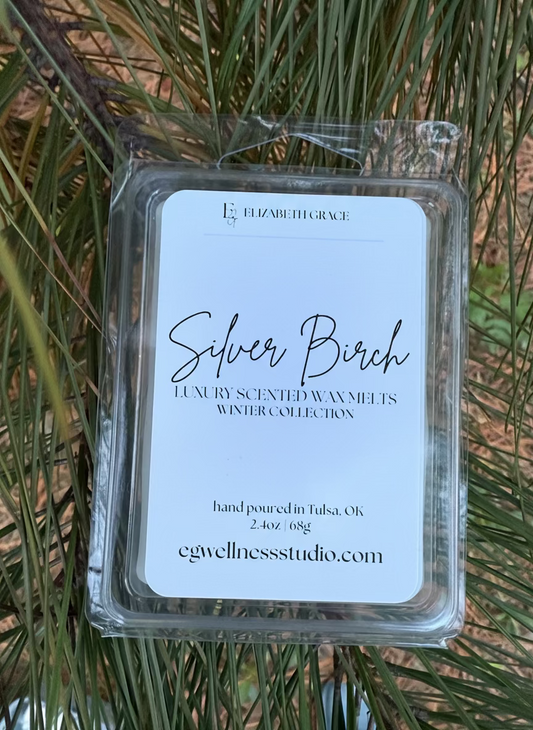 EG ELIZABETH GRACE
Silver Birch
LUXURY SCENTED WAX MELTS
WINTER COLLECTION
hand poured in Tulsa, OK
2.4oz | 68g
egwellnessstudio.com